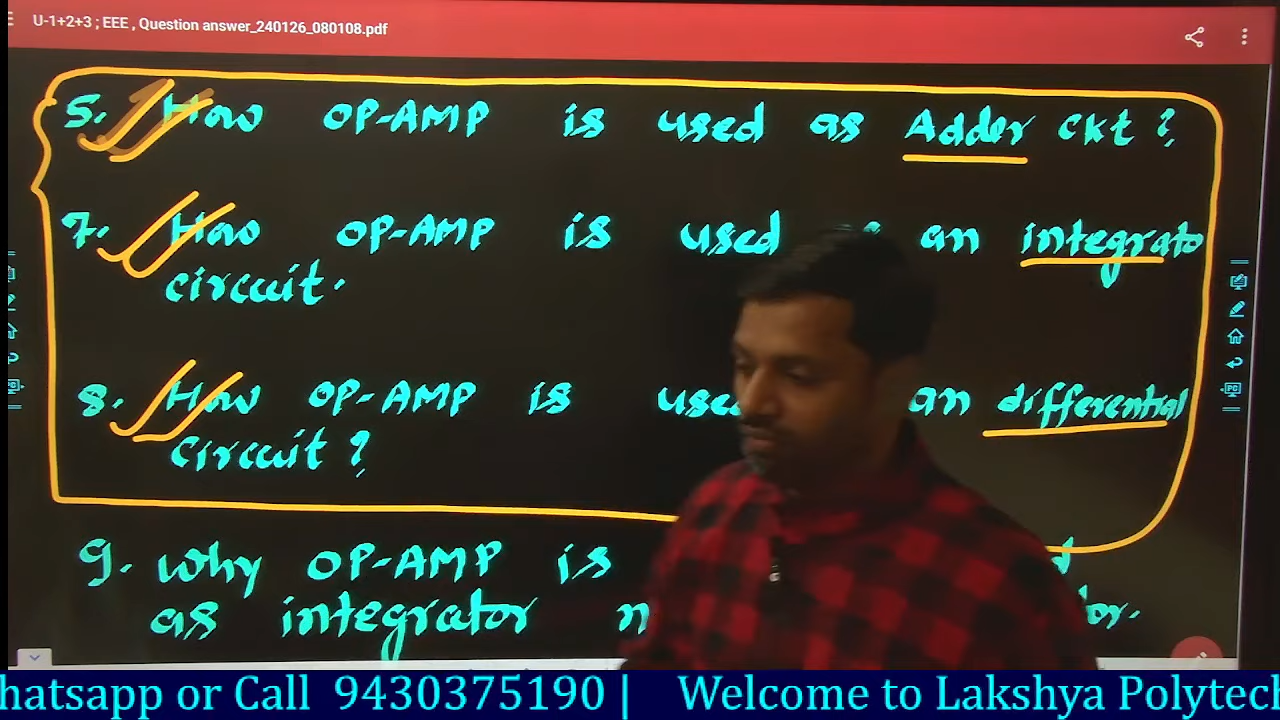 U-1+2+3 ; EEE , Question answer_240126_080108.pdf
5. How OP-AMP is used as Adder ckt ?
7. How OP-AMP is used an integrato
circuit.
8. How OP-AMP is an differential
circuit ?
9. why OP-AMP is
as integrator
hatsapp or Call 9430375190 | Welcome to Lakshya Polytech